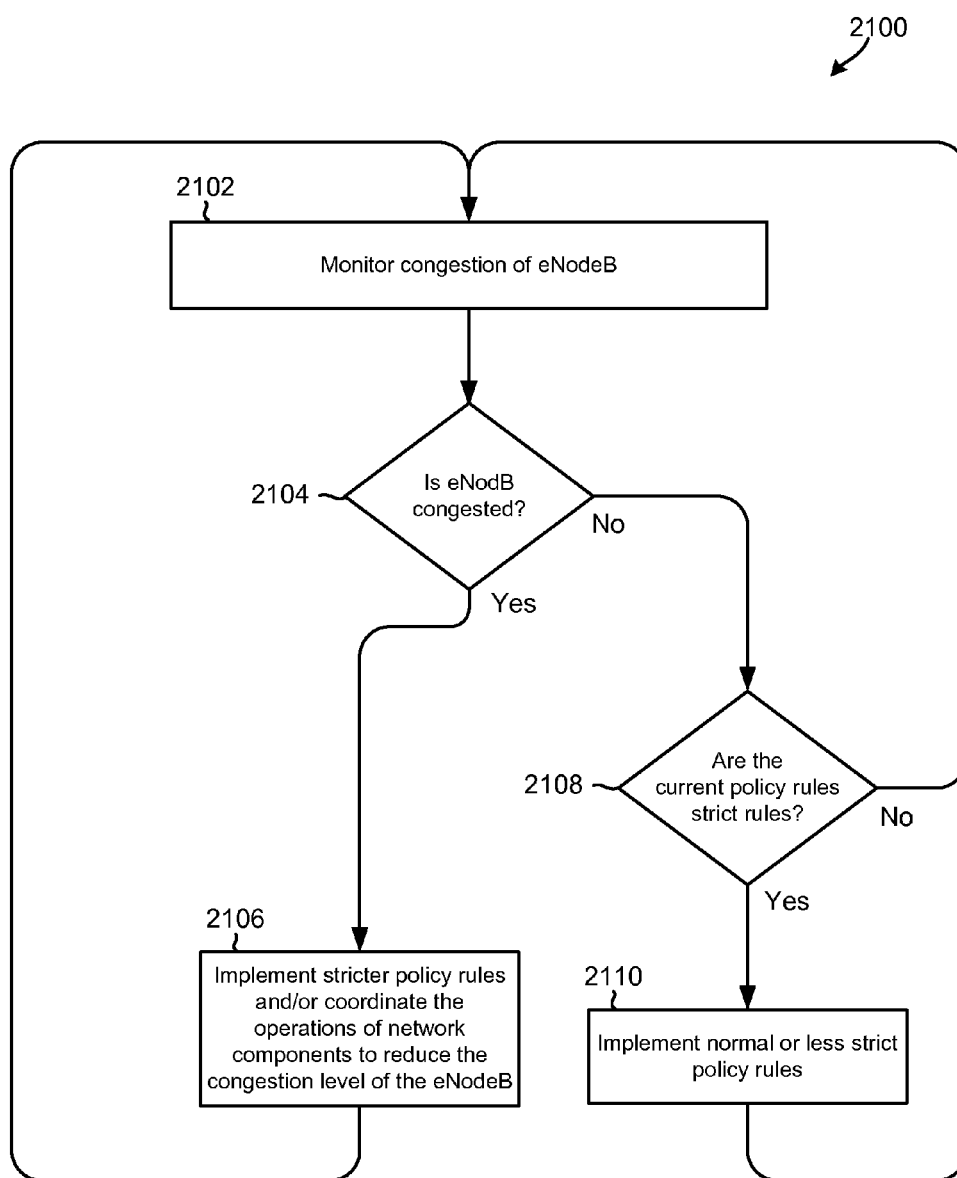 2100
2102
Monitor congestion of eNodeB
2104
Is eNodB
congested?
No
Yes
2108
Are the
current policy rules
strict rules?
No
Yes
2106
Implement stricter policy rules
and/or coordinate the
operations of network
components to reduce the
congestion level of the eNodeB
2110
Implement normal or less strict
policy rules